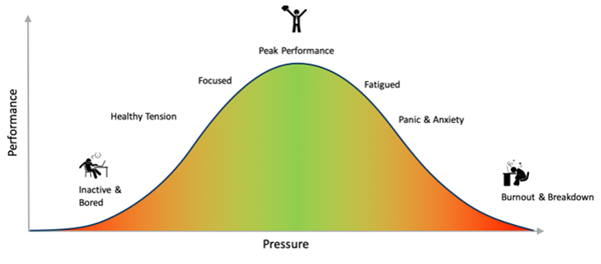 Peak Performance
Focused
Fatigued
Healthy Tension
Panic & Anxiety
Inactive &
Bored
Burnout & Breakdown
Performance
Pressure